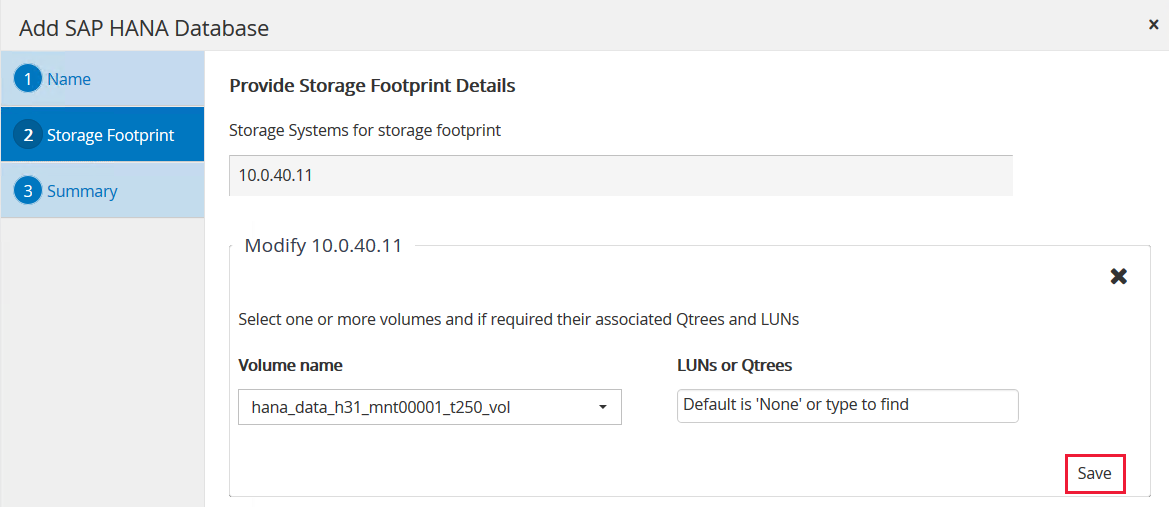 Add SAP HANA Database
×
1 Name
2 Storage Footprint
3 Summary
Provide Storage Footprint Details
Storage Systems for storage footprint
10.0.40.11
Modify 10.0.40.11
Select one or more volumes and if required their associated Qtrees and LUNs
Volume name
LUNs or Qtrees
hana_data_h31_mnt00001_t250_vol
Default is 'None' or type to find
Save